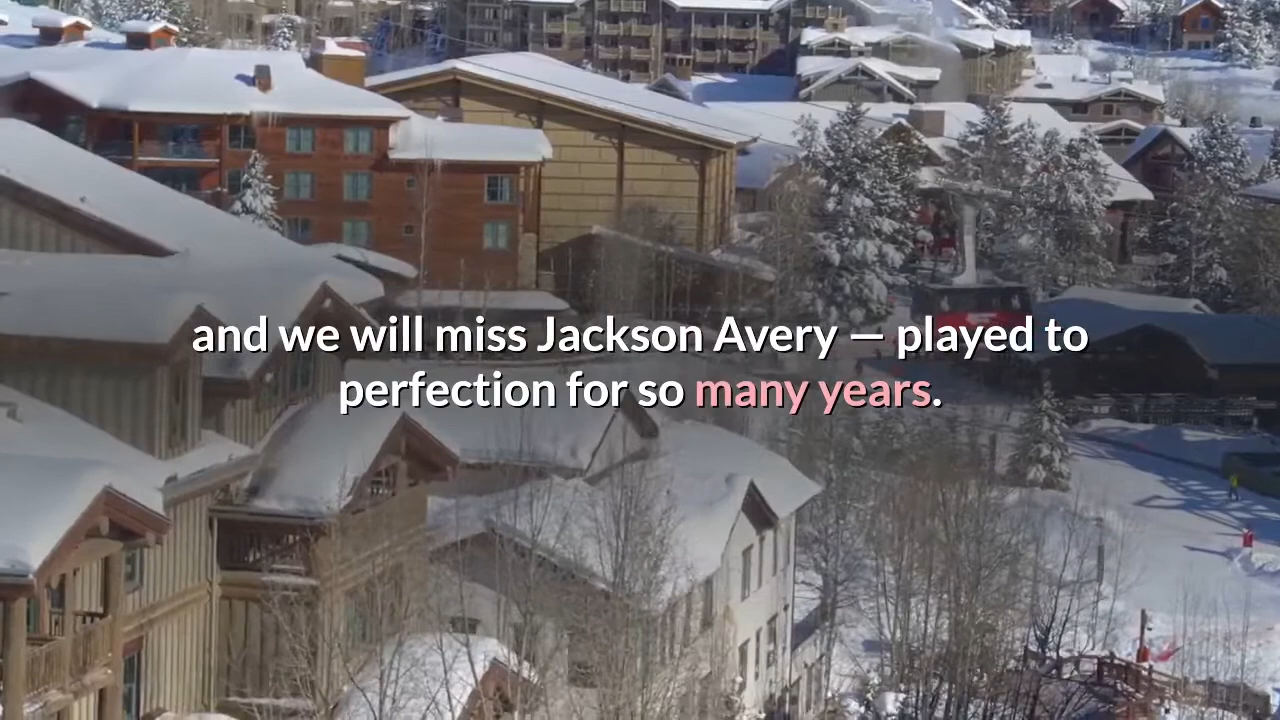 and we will miss Jackson Avery — played to
perfection for so many years.